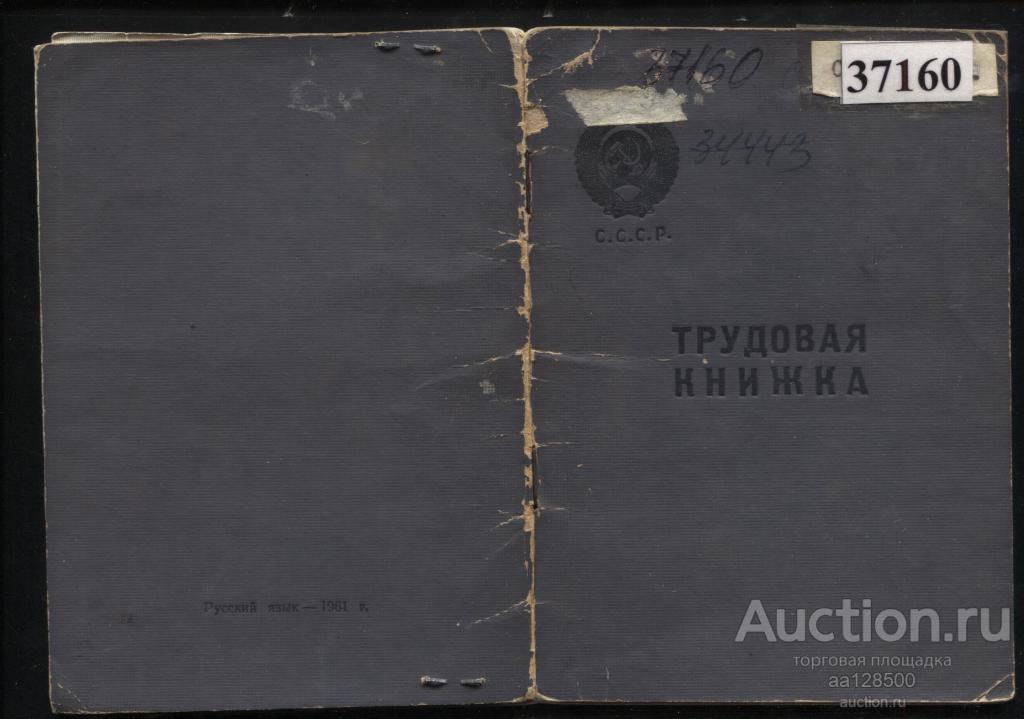 37160
37160
34443
С.С.С.Р.
ТРУДОВАЯ
КНИЖКА
Русский язык — 1961 г.
Auction.ru
торговая площадка
aa128500
auction.ru